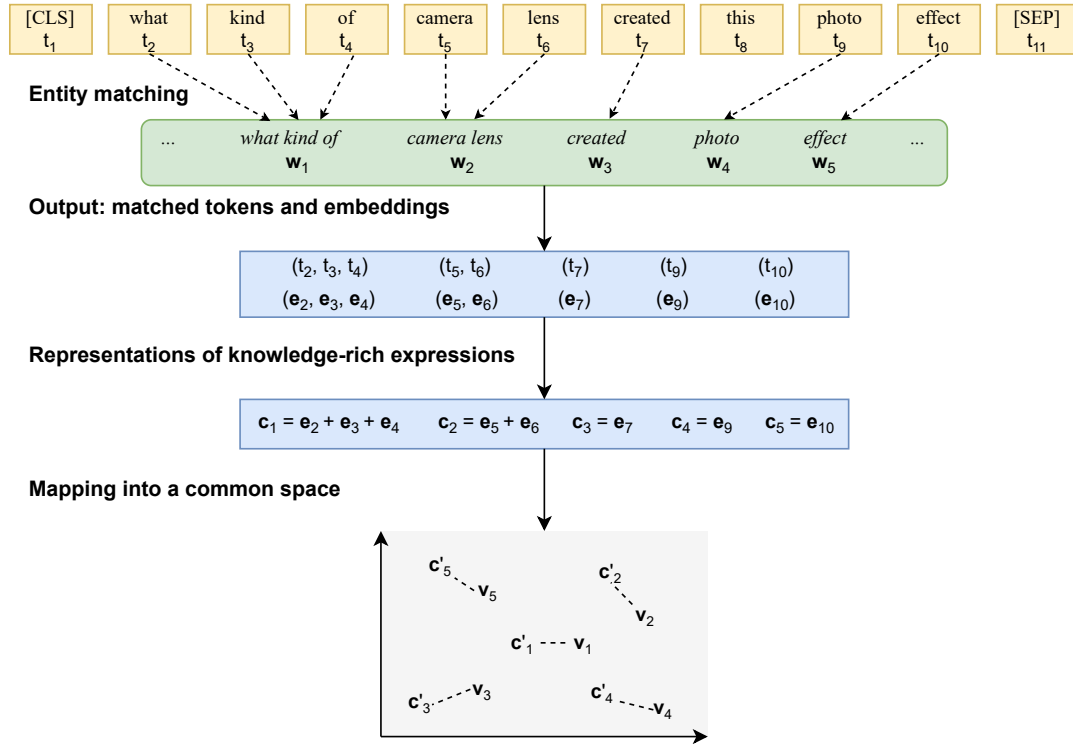 [CLS] what kind of camera lens created this photo effect [SEP]
t1 t2 t3 t4 t5 t6 t7 t8 t9 t10 t11
Entity matching
... what kind of camera lens created photo effect ...
w1 w2 w3 w4 w5
Output: matched tokens and embeddings
(t2, t3, t4) (t5, t6) (t7) (t9) (t10)
(e2, e3, e4) (e5, e6) (e7) (e9) (e10)
Representations of knowledge-rich expressions
c1 = e2 + e3 + e4 c2 = e5 + e6 c3 = e7 c4 = e9 c5 = e10
Mapping into a common space
c'5 c'2
v5 v2
c'1 v1
c'3 v3 c'4 v4